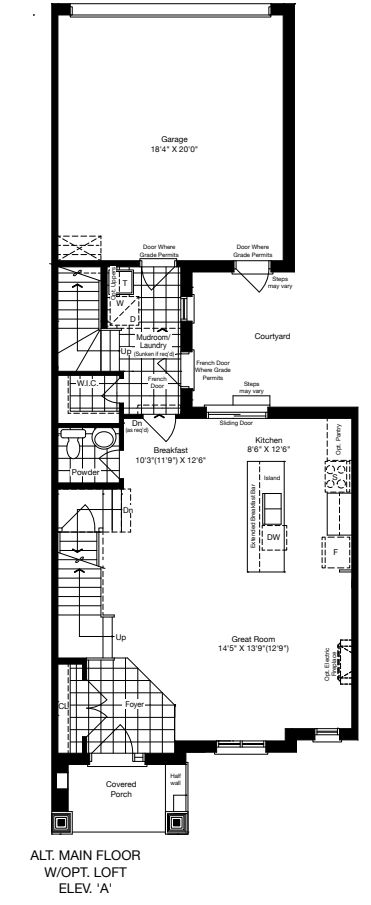 Garage
18'4" X 20'0"
Door Where
Grade Permits
Door Where
Grade Permits
Steps
may vary
Opt. Uppers
T
W
D
Mudroom/
Laundry
(Sunken if req'd)
Up
Courtyard
French Door
Where Grade
Permits
French
Door
W.I.C.
Steps
may vary
Sliding Door
Dn
(as req'd)
Breakfast
10'3"(11'9") X 12'6"
Kitchen
8'6" X 12'6"
Opt. Pantry
Powder
Island
Extended Breakfast Bar
S
DW
F
Dn
Up
Great Room
14'5" X 13'9"(12'9")
Opt. Electric
Fireplace
Cl.
Foyer
Covered
Porch
Half
wall
ALT. MAIN FLOOR
W/OPT. LOFT
ELEV. 'A'